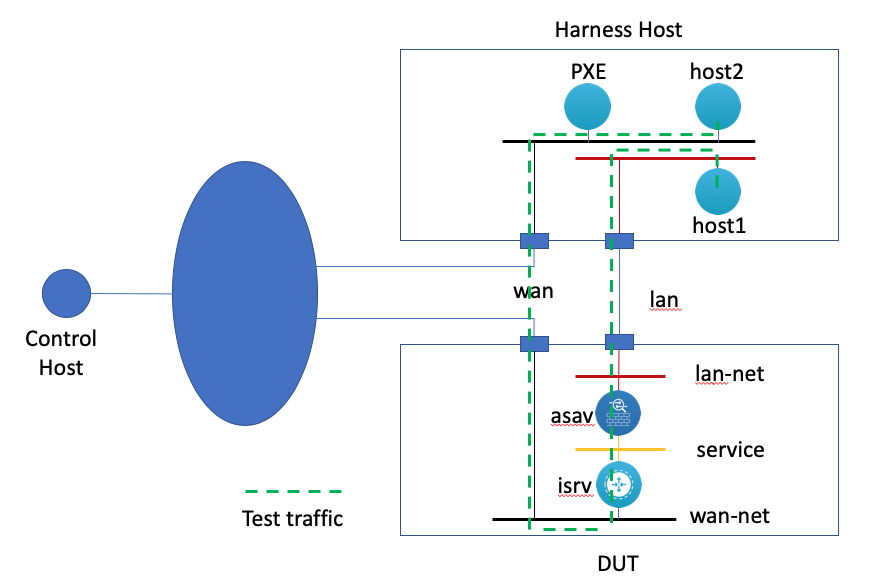 Harness Host
PXE
host2
host1
wan
lan
Control
Host
lan-net
asav
service
isrv
wan-net
Test traffic
DUT